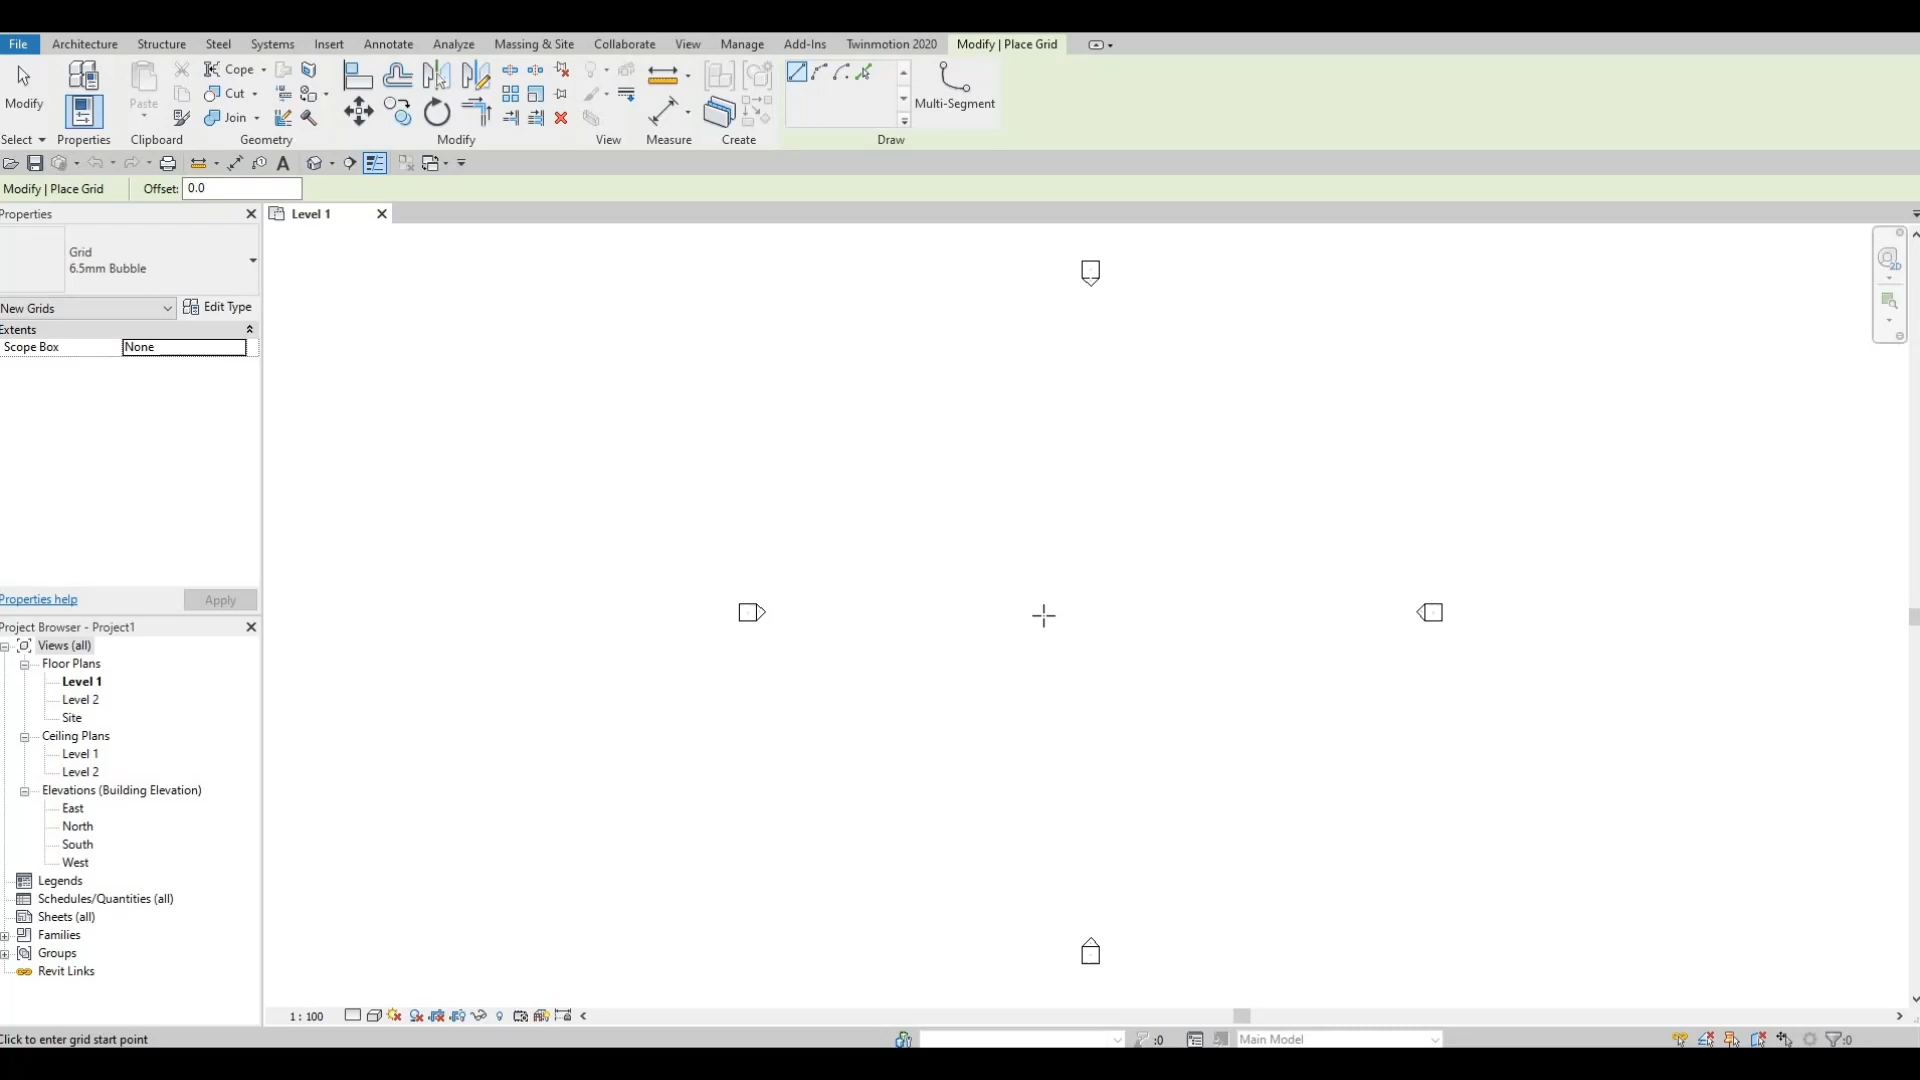 File Architecture Structure Steel Systems Insert Annotate Analyze Massing & Site Collaborate View Manage Add-Ins Twinmotion 2020 Modify | Place Grid
Modify Paste Cope Cut Join Multi-Segment
Select Properties Clipboard Geometry Modify View Measure Create Draw
A
Modify | Place Grid Offset: 0.0
Properties
Level 1
Grid
6.5mm Bubble
2D
New Grids Edit Type
Extents
Scope Box None
Properties help Apply
Project Browser - Project1
Views (all)
Floor Plans
Level 1
Level 2
Site
Ceiling Plans
Level 1
Level 2
Elevations (Building Elevation)
East
North
South
West
Legends
Schedules/Quantities (all)
Sheets (all)
Families
Groups
Revit Links
1 : 100
Click to enter grid start point :0 Main Model :0